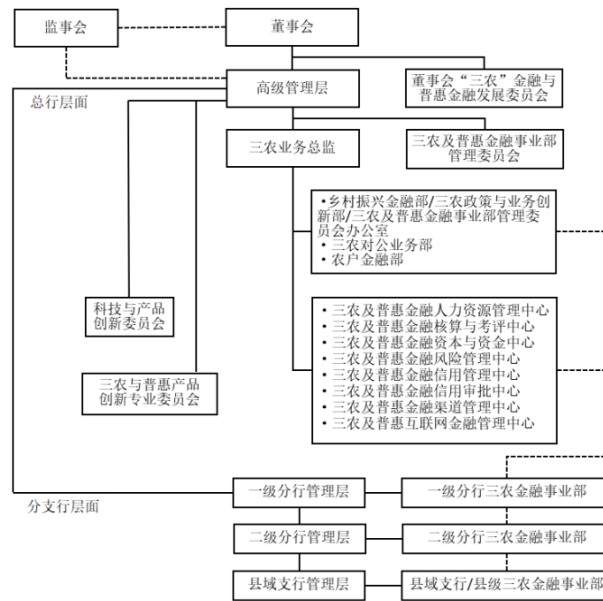 监事会
董事会
总行层面
高级管理层
董事会“三农”金融与
普惠金融发展委员会
三农业务总监
三农及普惠金融事业部
管理委员会
•乡村振兴金融部/三农政策与业务创
新部/三农及普惠金融事业部管理委
员会办公室
•三农对公业务部
•农户金融部
科技与产品
创新委员会
三农与普惠产品
创新专业委员会
•三农及普惠金融人力资源管理中心
•三农及普惠金融核算与考评中心
•三农及普惠金融资本与资金中心
•三农及普惠金融风险管理中心
•三农及普惠金融信用管理中心
•三农及普惠金融信用审批中心
•三农及普惠金融渠道管理中心
•三农及普惠互联网金融管理中心
分支行层面
一级分行管理层
一级分行三农金融事业部
二级分行管理层
二级分行三农金融事业部
县域支行管理层
县域支行/县级三农金融事业部